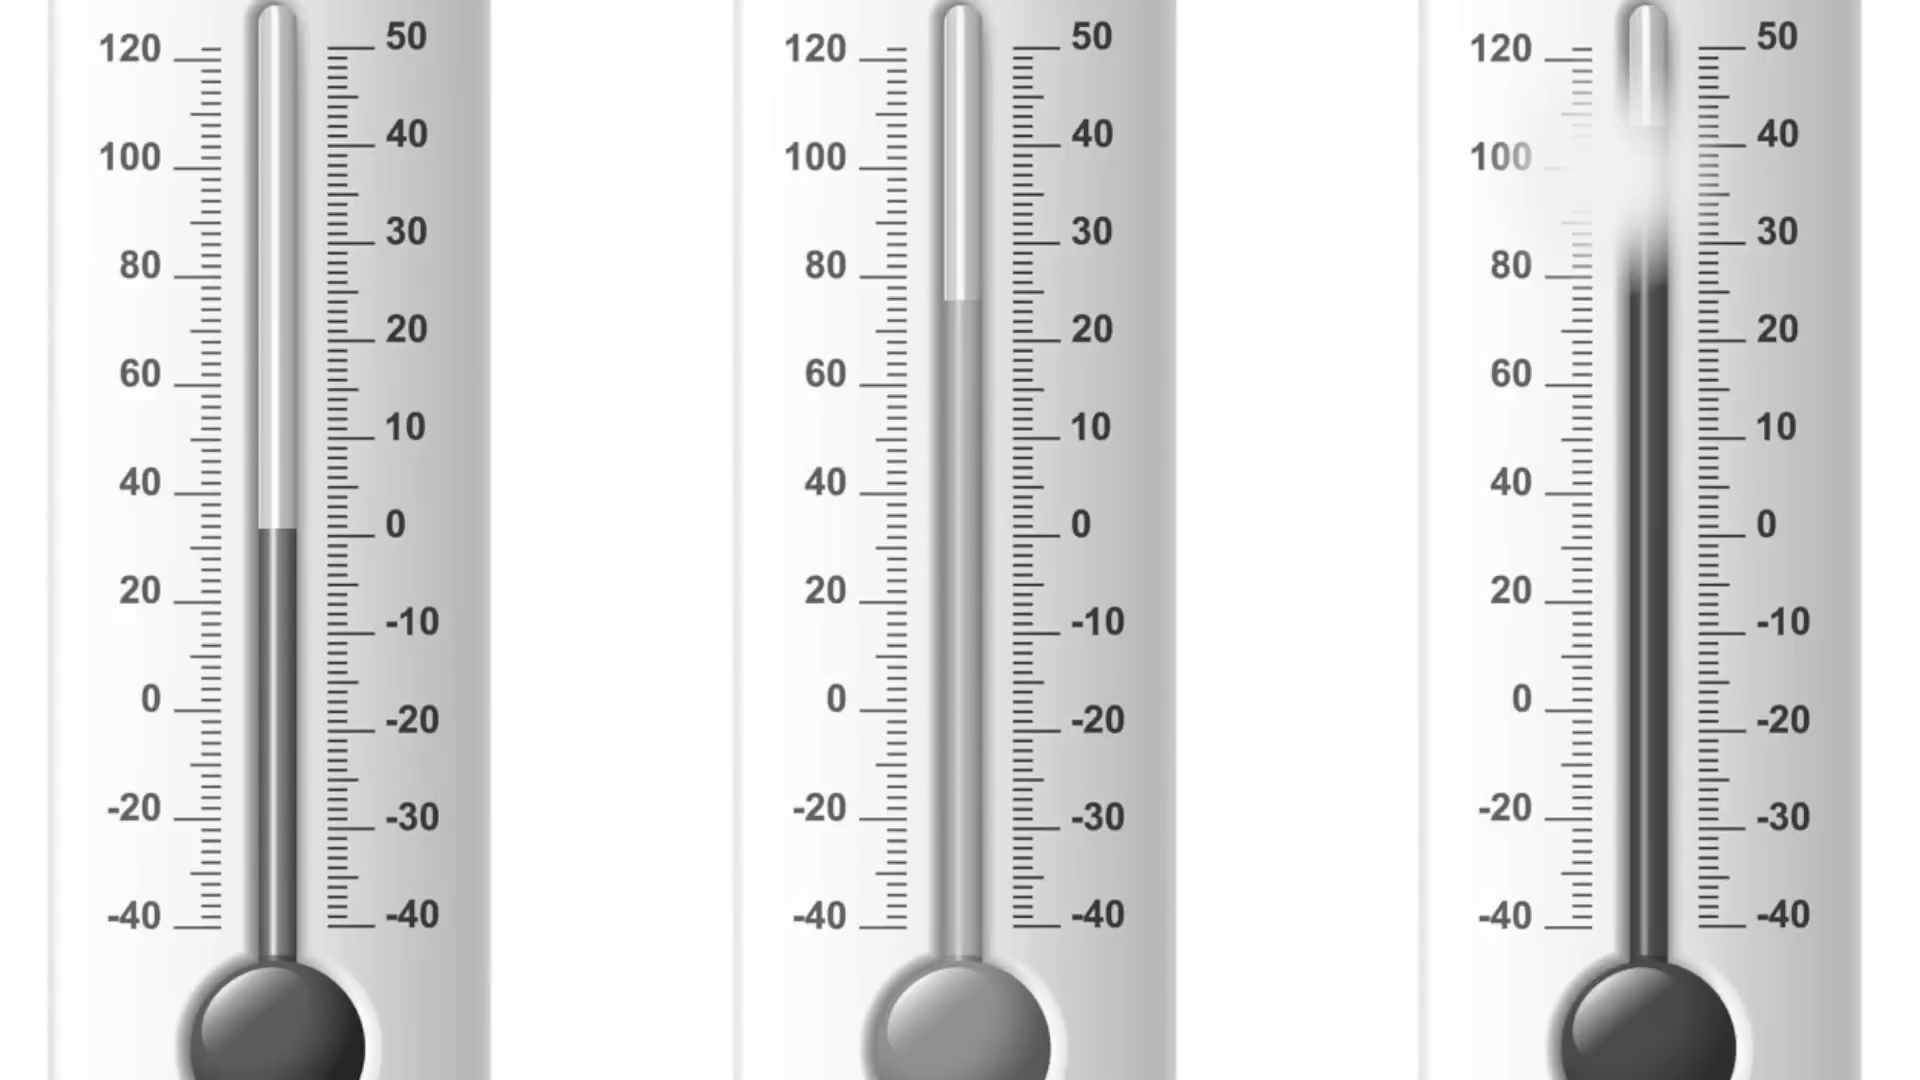 120 50 120 50 120 50
100 40 100 40 100 40
80 30 80 30 80 30
60 20 60 20 60 20
40 10 40 10 40 10
20 0 20 0 20 0
0 -10 0 -10 0 -10
-20 -20 -20
-20 -30 -20 -30 -20 -30
-40 -40 -40 -40 -40 -40